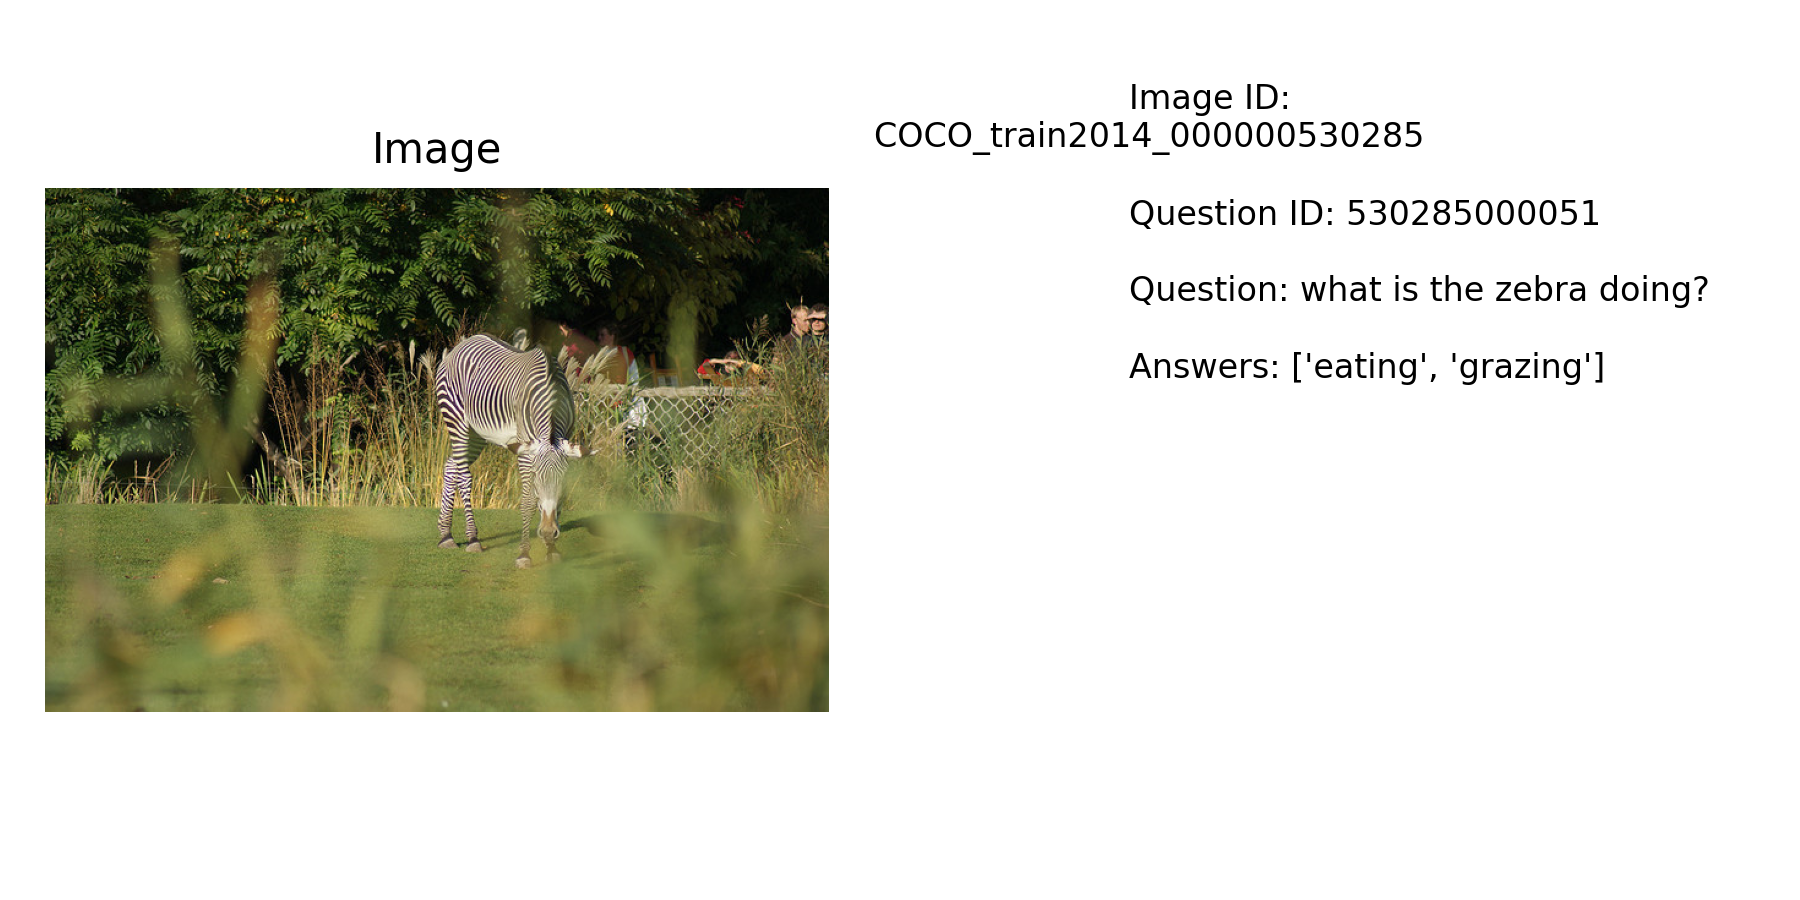 Image
Image ID:
COCO_train2014_000000530285
Question ID: 530285000051
Question: what is the zebra doing?
Answers: ['eating', 'grazing']